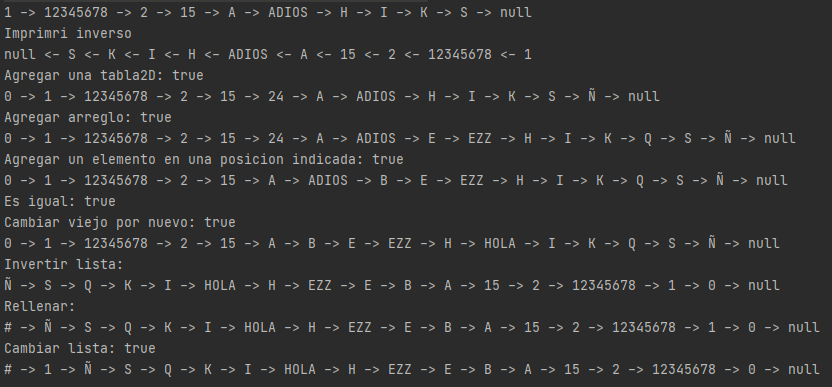 1 -> 12345678 -> 2 -> 15 -> A -> ADIOS -> H -> I -> K -> S -> null
Imprimri inverso
null <- S <- K <- I <- H <- ADIOS <- A <- 15 <- 2 <- 12345678 <- 1
Agregar una tabla2D: true
0 -> 1 -> 12345678 -> 2 -> 15 -> 24 -> A -> ADIOS -> H -> I -> K -> S -> Ñ -> null
Agregar arreglo: true
0 -> 1 -> 12345678 -> 2 -> 15 -> 24 -> A -> ADIOS -> E -> EZZ -> H -> I -> K -> Q -> S -> Ñ -> null
Agregar un elemento en una posicion indicada: true
0 -> 1 -> 12345678 -> 2 -> 15 -> A -> ADIOS -> B -> E -> EZZ -> H -> I -> K -> Q -> S -> Ñ -> null
Es igual: true
Cambiar viejo por nuevo: true
0 -> 1 -> 12345678 -> 2 -> 15 -> A -> B -> E -> EZZ -> H -> HOLA -> I -> K -> Q -> S -> Ñ -> null
Invertir lista:
Ñ -> S -> Q -> K -> I -> HOLA -> H -> EZZ -> E -> B -> A -> 15 -> 2 -> 12345678 -> 1 -> 0 -> null
Rellenar:
# -> Ñ -> S -> Q -> K -> I -> HOLA -> H -> EZZ -> E -> B -> A -> 15 -> 2 -> 12345678 -> 1 -> 0 -> null
Cambiar lista: true
# -> 1 -> Ñ -> S -> Q -> K -> I -> HOLA -> H -> EZZ -> E -> B -> A -> 15 -> 2 -> 12345678 -> 0 -> null